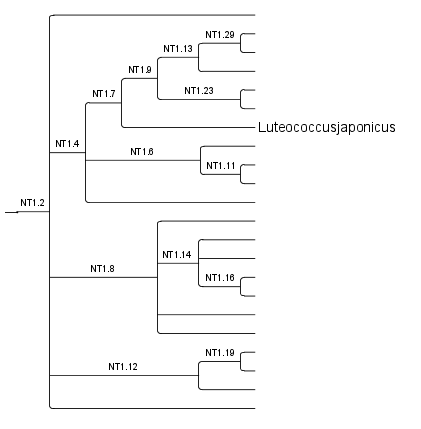 NT1.29
NT1.13
NT1.9
NT1.23
NT1.7
Luteococcusjaponicus
NT1.4
NT1.6
NT1.11
NT1.2
NT1.14
NT1.8
NT1.16
NT1.19
NT1.12